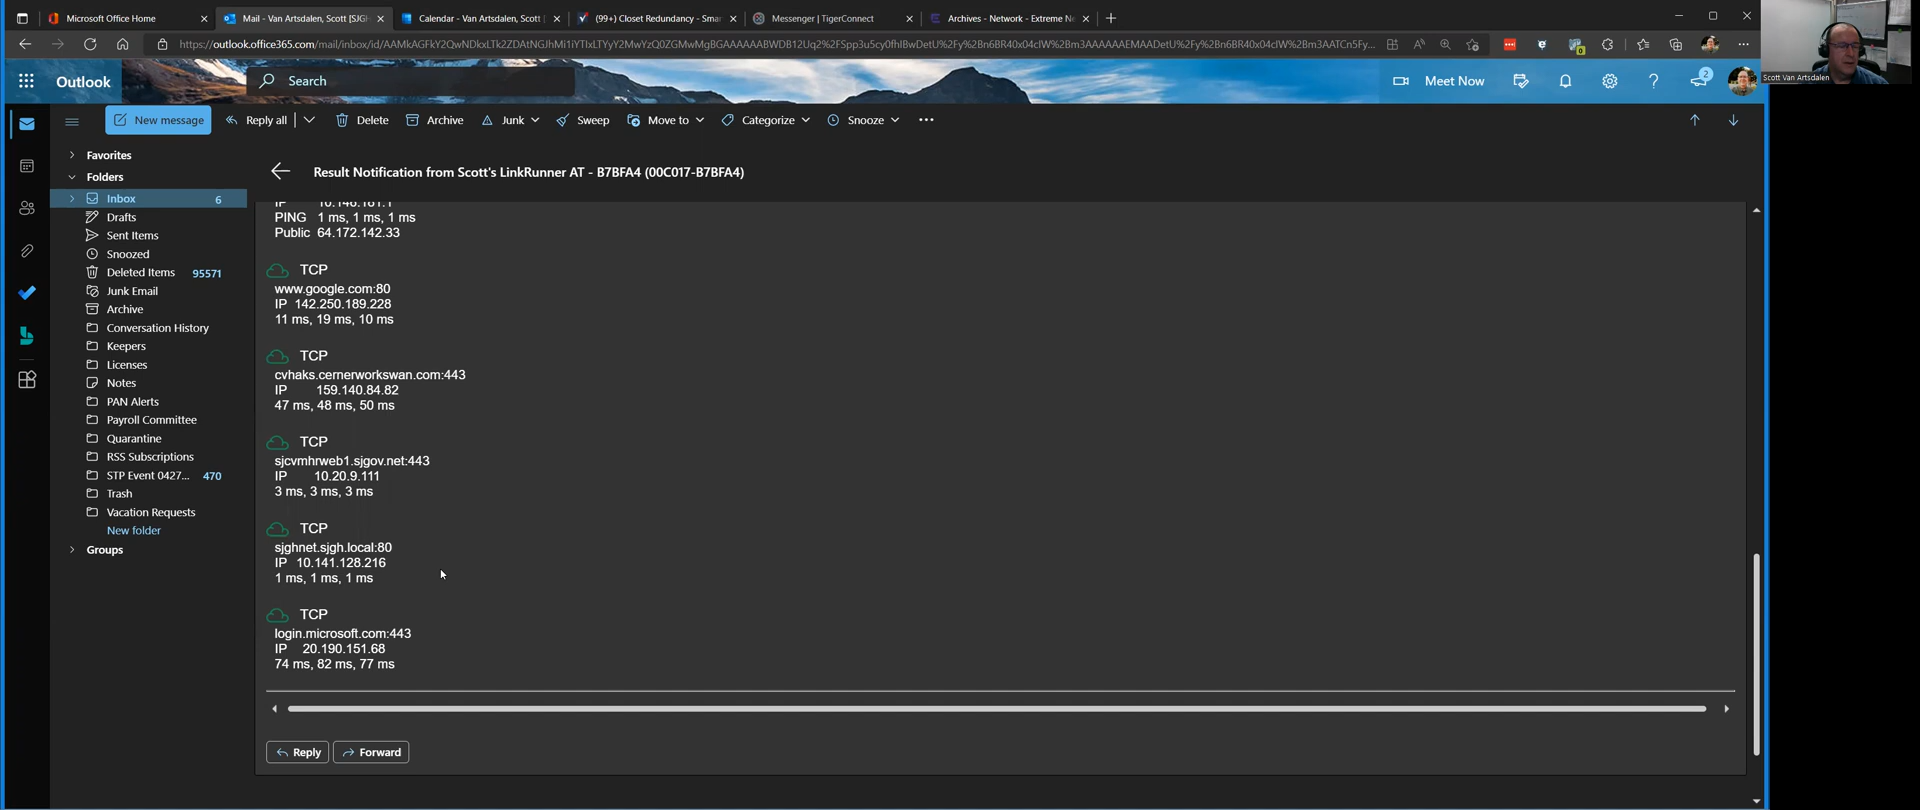 Microsoft Office Home
Mail - Van Artsdalen, Scott [SJGH
Calendar - Van Artsdalen, Scott [
(99+) Closet Redundancy - Smar
Messenger | TigerConnect
Archives - Network - Extreme Ne
Scott Van Artsdalen
Outlook
Search
Meet Now
2
New message
Reply all
Delete
Archive
Junk
Sweep
Move to
Categorize
Snooze
Favorites
Folders
Inbox 6
Drafts
Sent Items
Snoozed
Deleted Items 95571
Junk Email
Archive
Conversation History
Keepers
Licenses
Notes
PAN Alerts
Payroll Committee
Quarantine
RSS Subscriptions
STP Event 0427... 470
Trash
Vacation Requests
New folder
Groups
Result Notification from Scott's LinkRunner AT - B7BFA4 (00C017-B7BFA4)
IP 10.146.161.1
PING 1 ms, 1 ms, 1 ms
Public 64.172.142.33
TCP
www.google.com:80
IP 142.250.189.228
11 ms, 19 ms, 10 ms
TCP
cvhaks.cernerworkswan.com:443
IP 159.140.84.82
47 ms, 48 ms, 50 ms
TCP
sjcvmhrweb1.sjgov.net:443
IP 10.20.9.111
3 ms, 3 ms, 3 ms
TCP
sjghnet.sjgh.local:80
IP 10.141.128.216
1 ms, 1 ms, 1 ms
TCP
login.microsoft.com:443
IP 20.190.151.68
74 ms, 82 ms, 77 ms
Reply
Forward